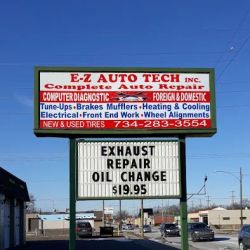 E-Z AUTO TECH INC.
Complete Auto Repair
COMPUTER DIAGNOSTIC FOREIGN & DOMESTIC
Tune-Ups • Brakes Mufflers • Heating & Cooling
Electrical • Front End Work • Wheel Alignments
NEW & USED TIRES 734-283-3554
EXHAUST
REPAIR
OIL CHANGE
$19.95